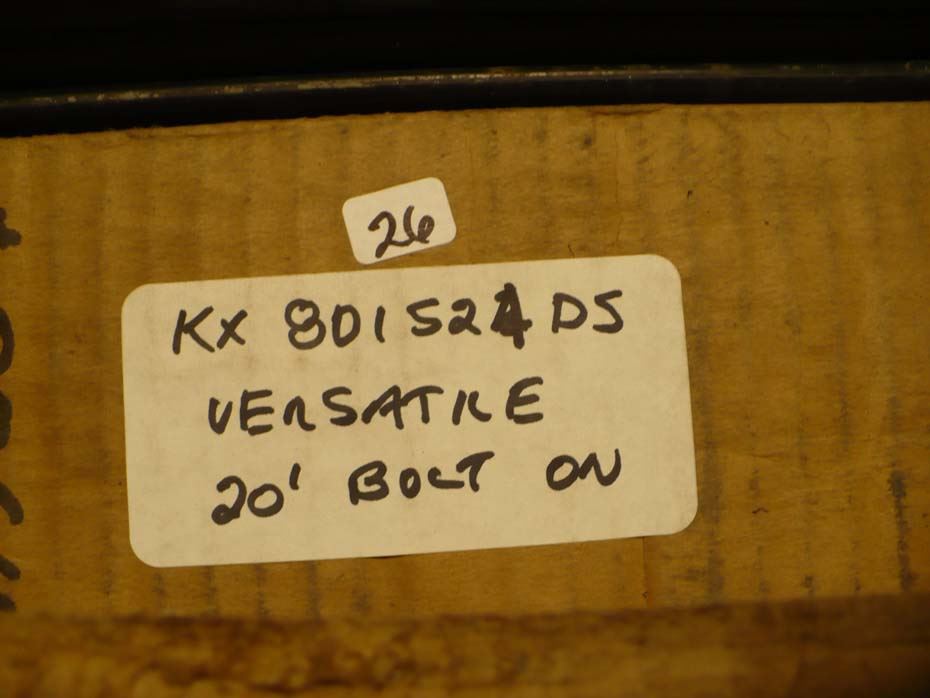 26
KX 801524 DS
VERSATILE
20' BOLT ON